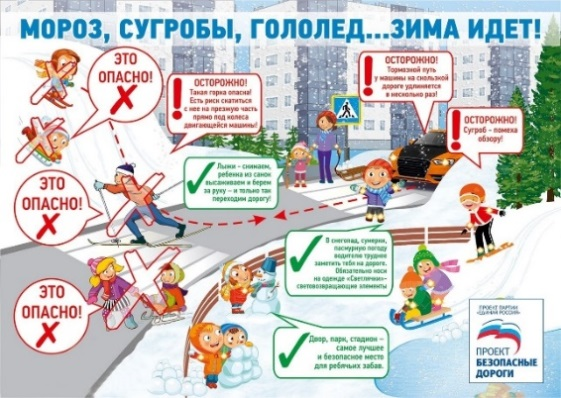 МОРОЗ, СУГРОБЫ, ГОЛОЛЕД...ЗИМА ИДЕТ!
ЭТО
ОПАСНО!
ОСТОРОЖНО!
Такая горка опасна!
Есть риск скатиться
с нее на проезжую часть
прямо под колеса
двигающейся машины!
ОСТОРОЖНО!
Тормозной путь
у машины на скользкой
дороге удлиняется
в несколько раз!
ОСТОРОЖНО!
Сугроб - помеха
обзору!
ЭТО
ОПАСНО!
Лыжи - снимаем,
ребенка из санок
высаживаем и берем
за руку - и только так
переходим дорогу!
В снегопад, сумерки,
пасмурную погоду
водителю труднее
заметить тебя на дороге.
Обязательно носи
на одежде «Светлячки»-
световозвращающие элементы
ЭТО
ОПАСНО!
Двор, парк, стадион -
самое лучшее
и безопасное место
для ребячьих забав.
ПРОЕКТ ПАРТИИ
«ЕДИНАЯ РОССИЯ»
ПРОЕКТ
БЕЗОПАСНЫЕ
ДОРОГИ